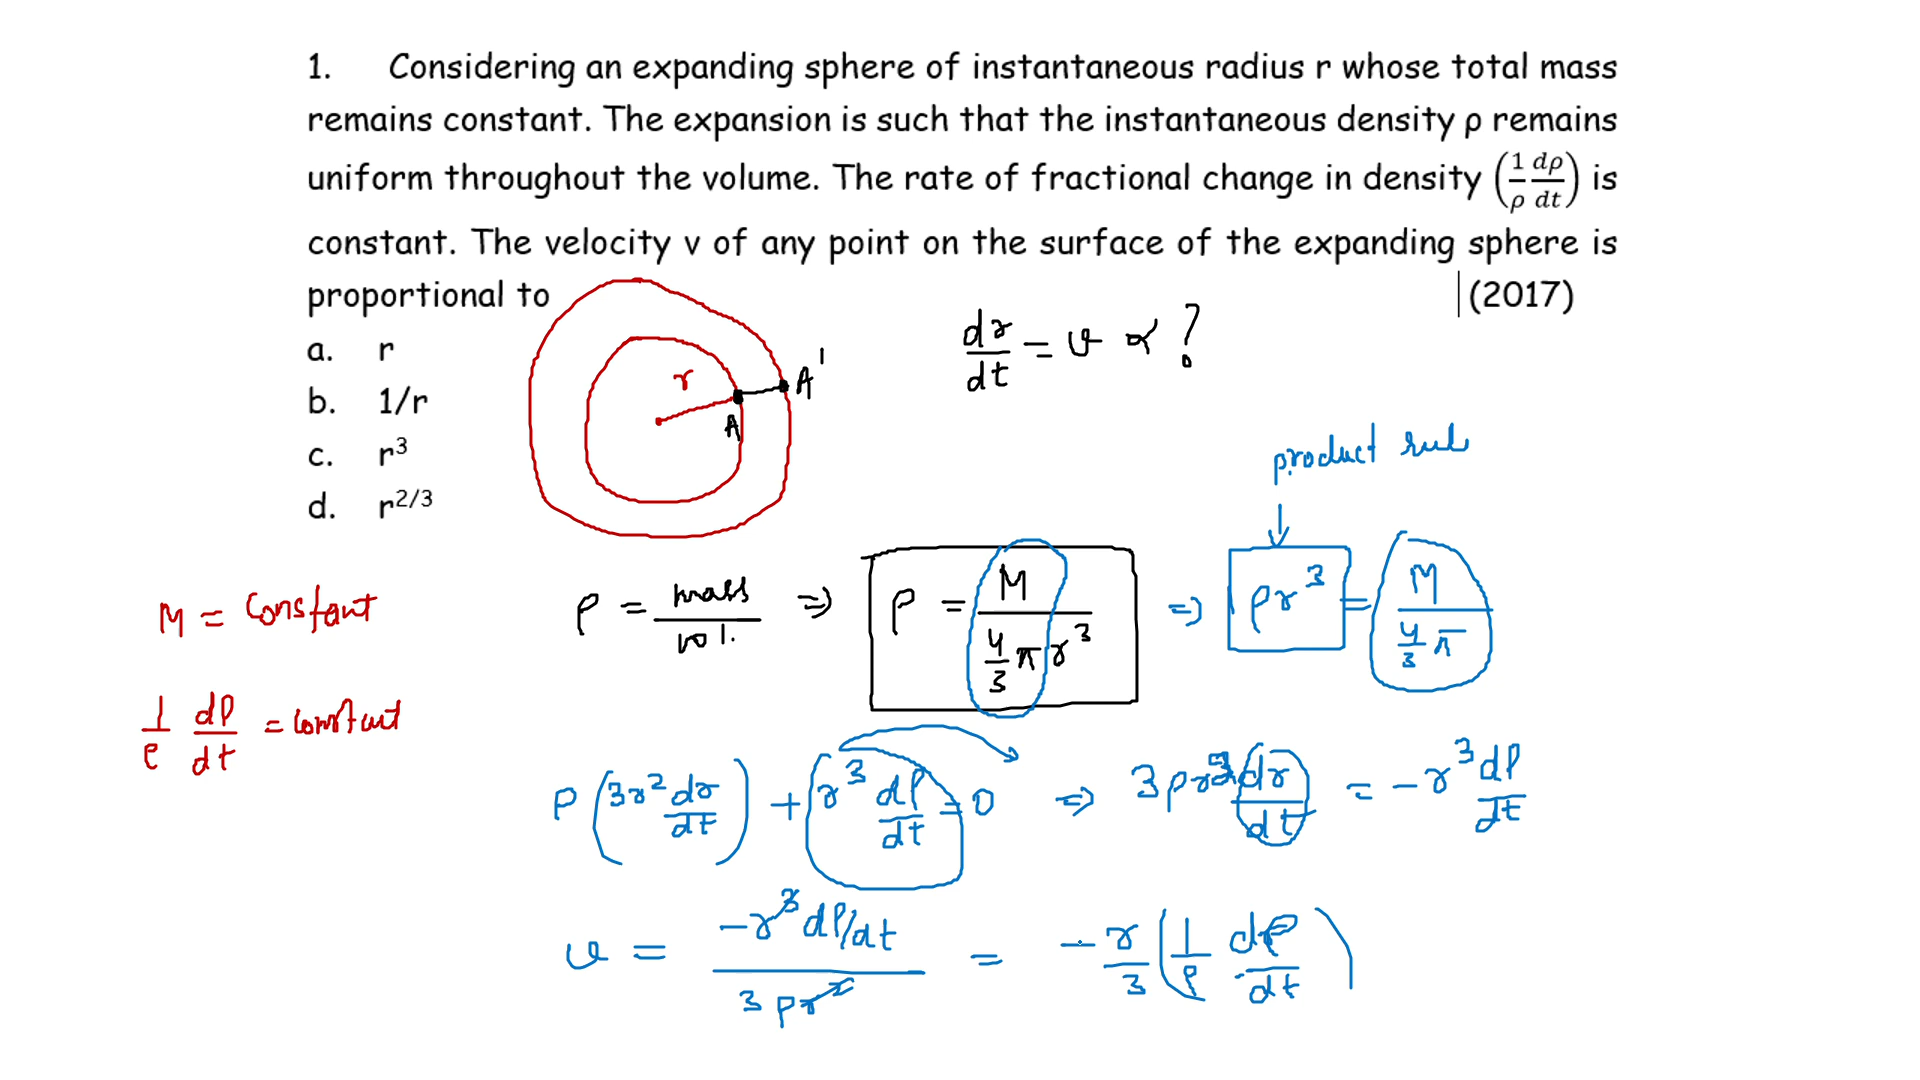 1. Considering an expanding sphere of instantaneous radius r whose total mass
remains constant. The expansion is such that the instantaneous density ρ remains
uniform throughout the volume. The rate of fractional change in density (1/ρ dρ/dt) is
constant. The velocity v of any point on the surface of the expanding sphere is
proportional to |(2017)
a. r
b. 1/r
c. r³
d. r^2/3
r
A
A'
dr/dt = v ∝ ?
product rule
M = constant
ρ = mass/vol. ⇒ ρ = M/(4/3 π r³) ⇒ ρr³ = M/(4/3 π)
1/ρ dρ/dt = constant
ρ(3r² dr/dt) + r³ dρ/dt = 0 ⇒ 3ρr² dr/dt = -r³ dρ/dt
v = -r³ dρ/dt / 3ρr² = -r/3 (1/ρ dρ/dt)